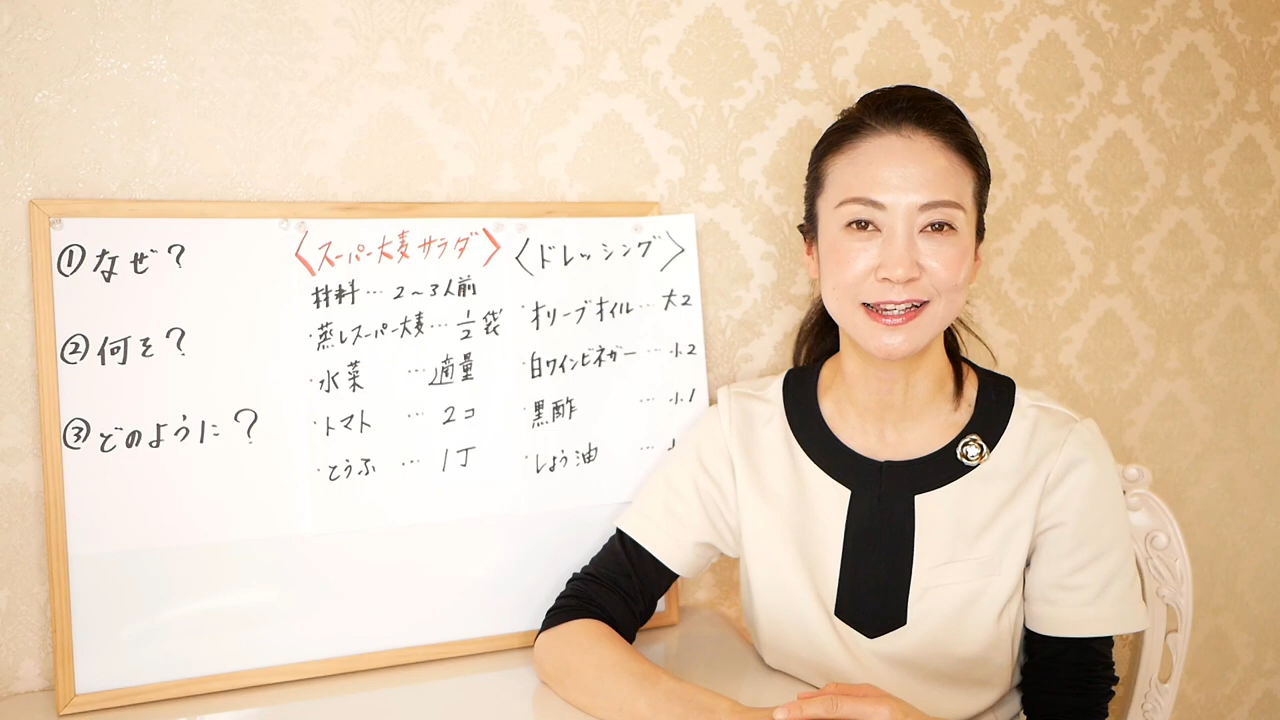 ①なぜ?
②何を?
③どのように?
〈スーパー大麦サラダ〉
材料…2〜3人前
・蒸しスーパー大麦…1/2袋
・水菜…適量
・トマト…2コ
・とうふ…1丁
〈ドレッシング〉
・オリーブオイル…大2
・白ワインビネガー…小2
・黒酢…小1
・しょう油…